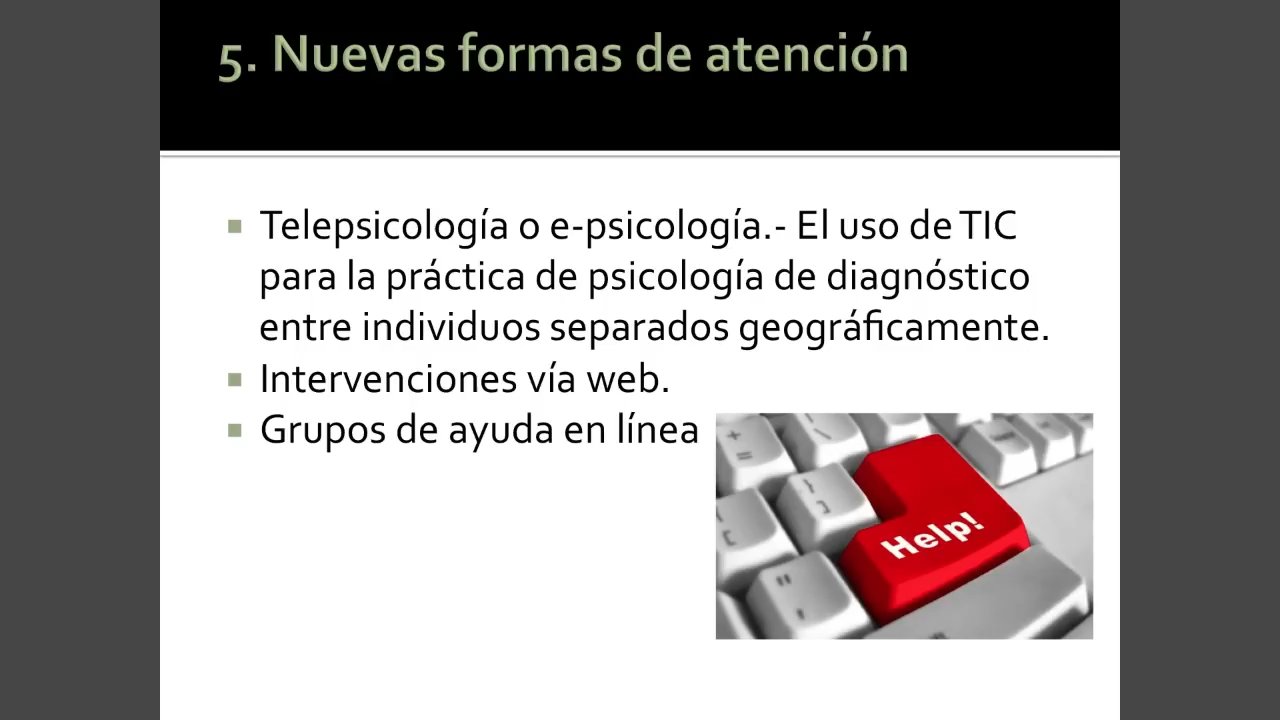 5. Nuevas formas de atención
Telepsicología o e-psicología.- El uso de TIC
para la práctica de psicología de diagnóstico
entre individuos separados geográficamente.
Intervenciones vía web.
Grupos de ayuda en línea
Help!